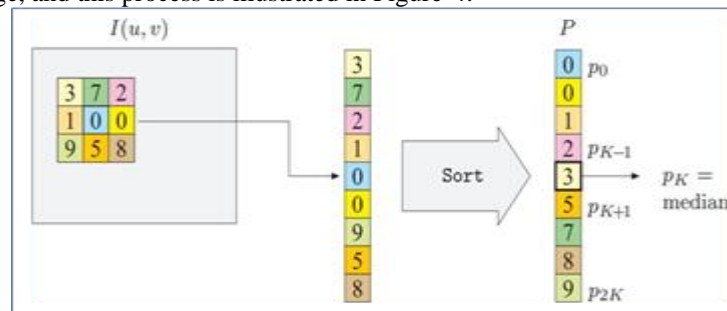 ge, and this process is illustrated in Figure
I(u, v)
3 7 2
1 0 0
9 5 8
3
7
2
1
0
0
9
5
8
Sort
P
0 p0
0
1
2 pK−1
3 pK = median
5 pK+1
7
8
9 p2K